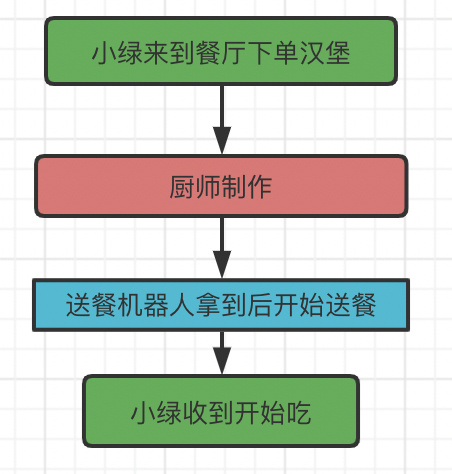 小绿来到餐厅下单汉堡
厨师制作
送餐机器人拿到后开始送餐
小绿收到开始吃